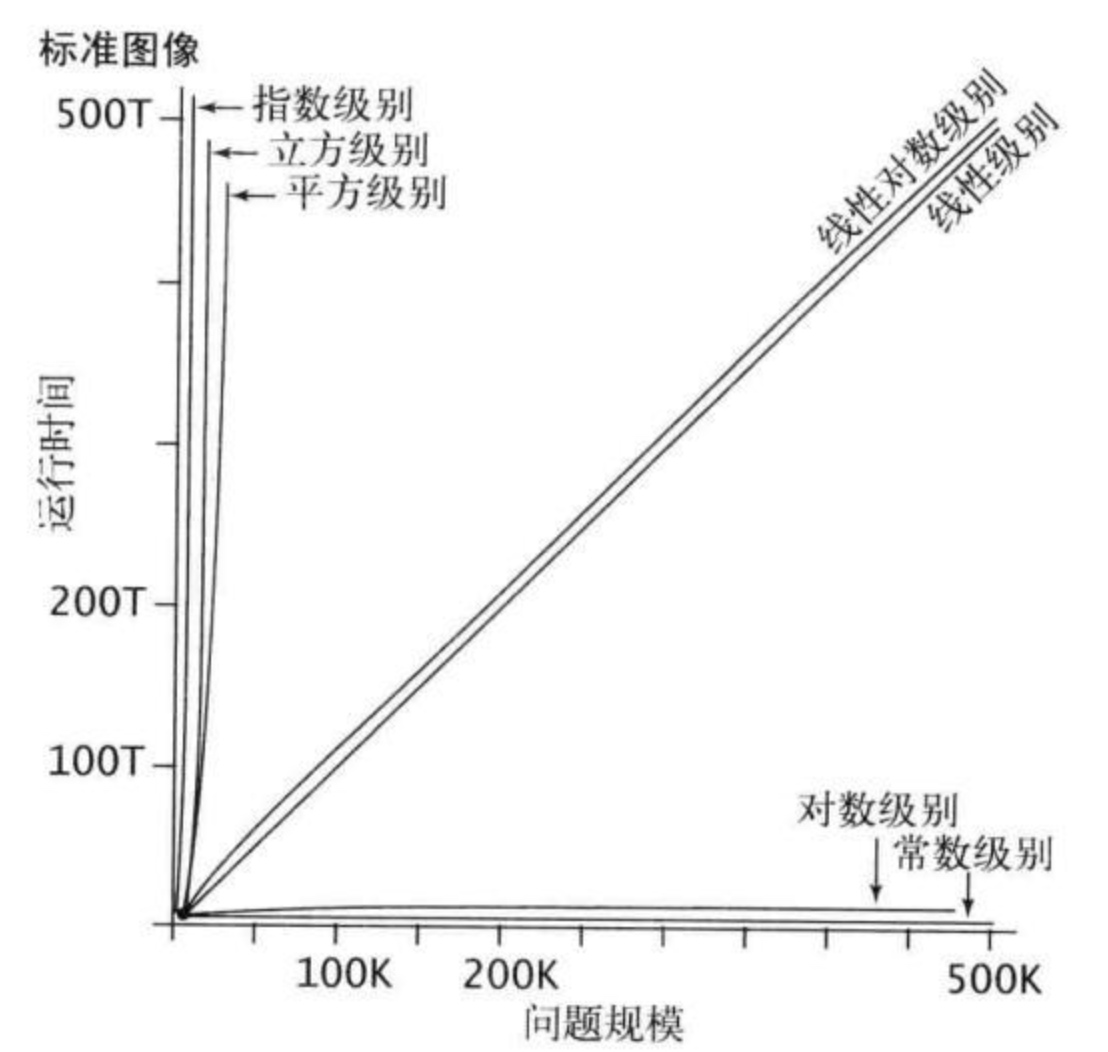 标准图像
500T
指数级别
立方级别
平方级别
线性对数级别
线性级别
运行时间
200T
100T
对数级别
常数级别
100K 200K 500K
问题规模